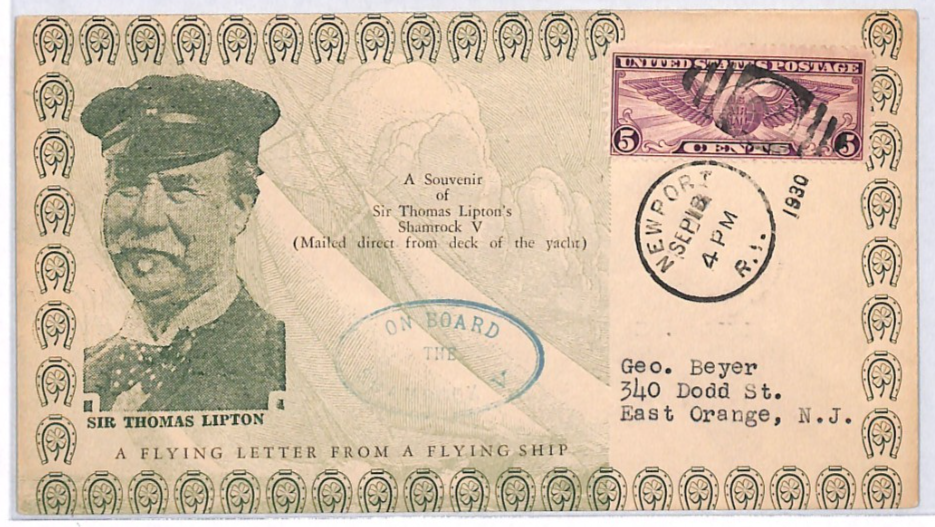 UNITED STATES POSTAGE
5 CENTS 5
A Souvenir
of
Sir Thomas Lipton's
Shamrock V
(Mailed direct from deck of the yacht)
NEWPORT
SEP
4 PM
R.I.
1930
ON BOARD
THE
V
Geo. Beyer
340 Dodd St.
East Orange, N.J.
SIR THOMAS LIPTON
A FLYING LETTER FROM A FLYING SHIP